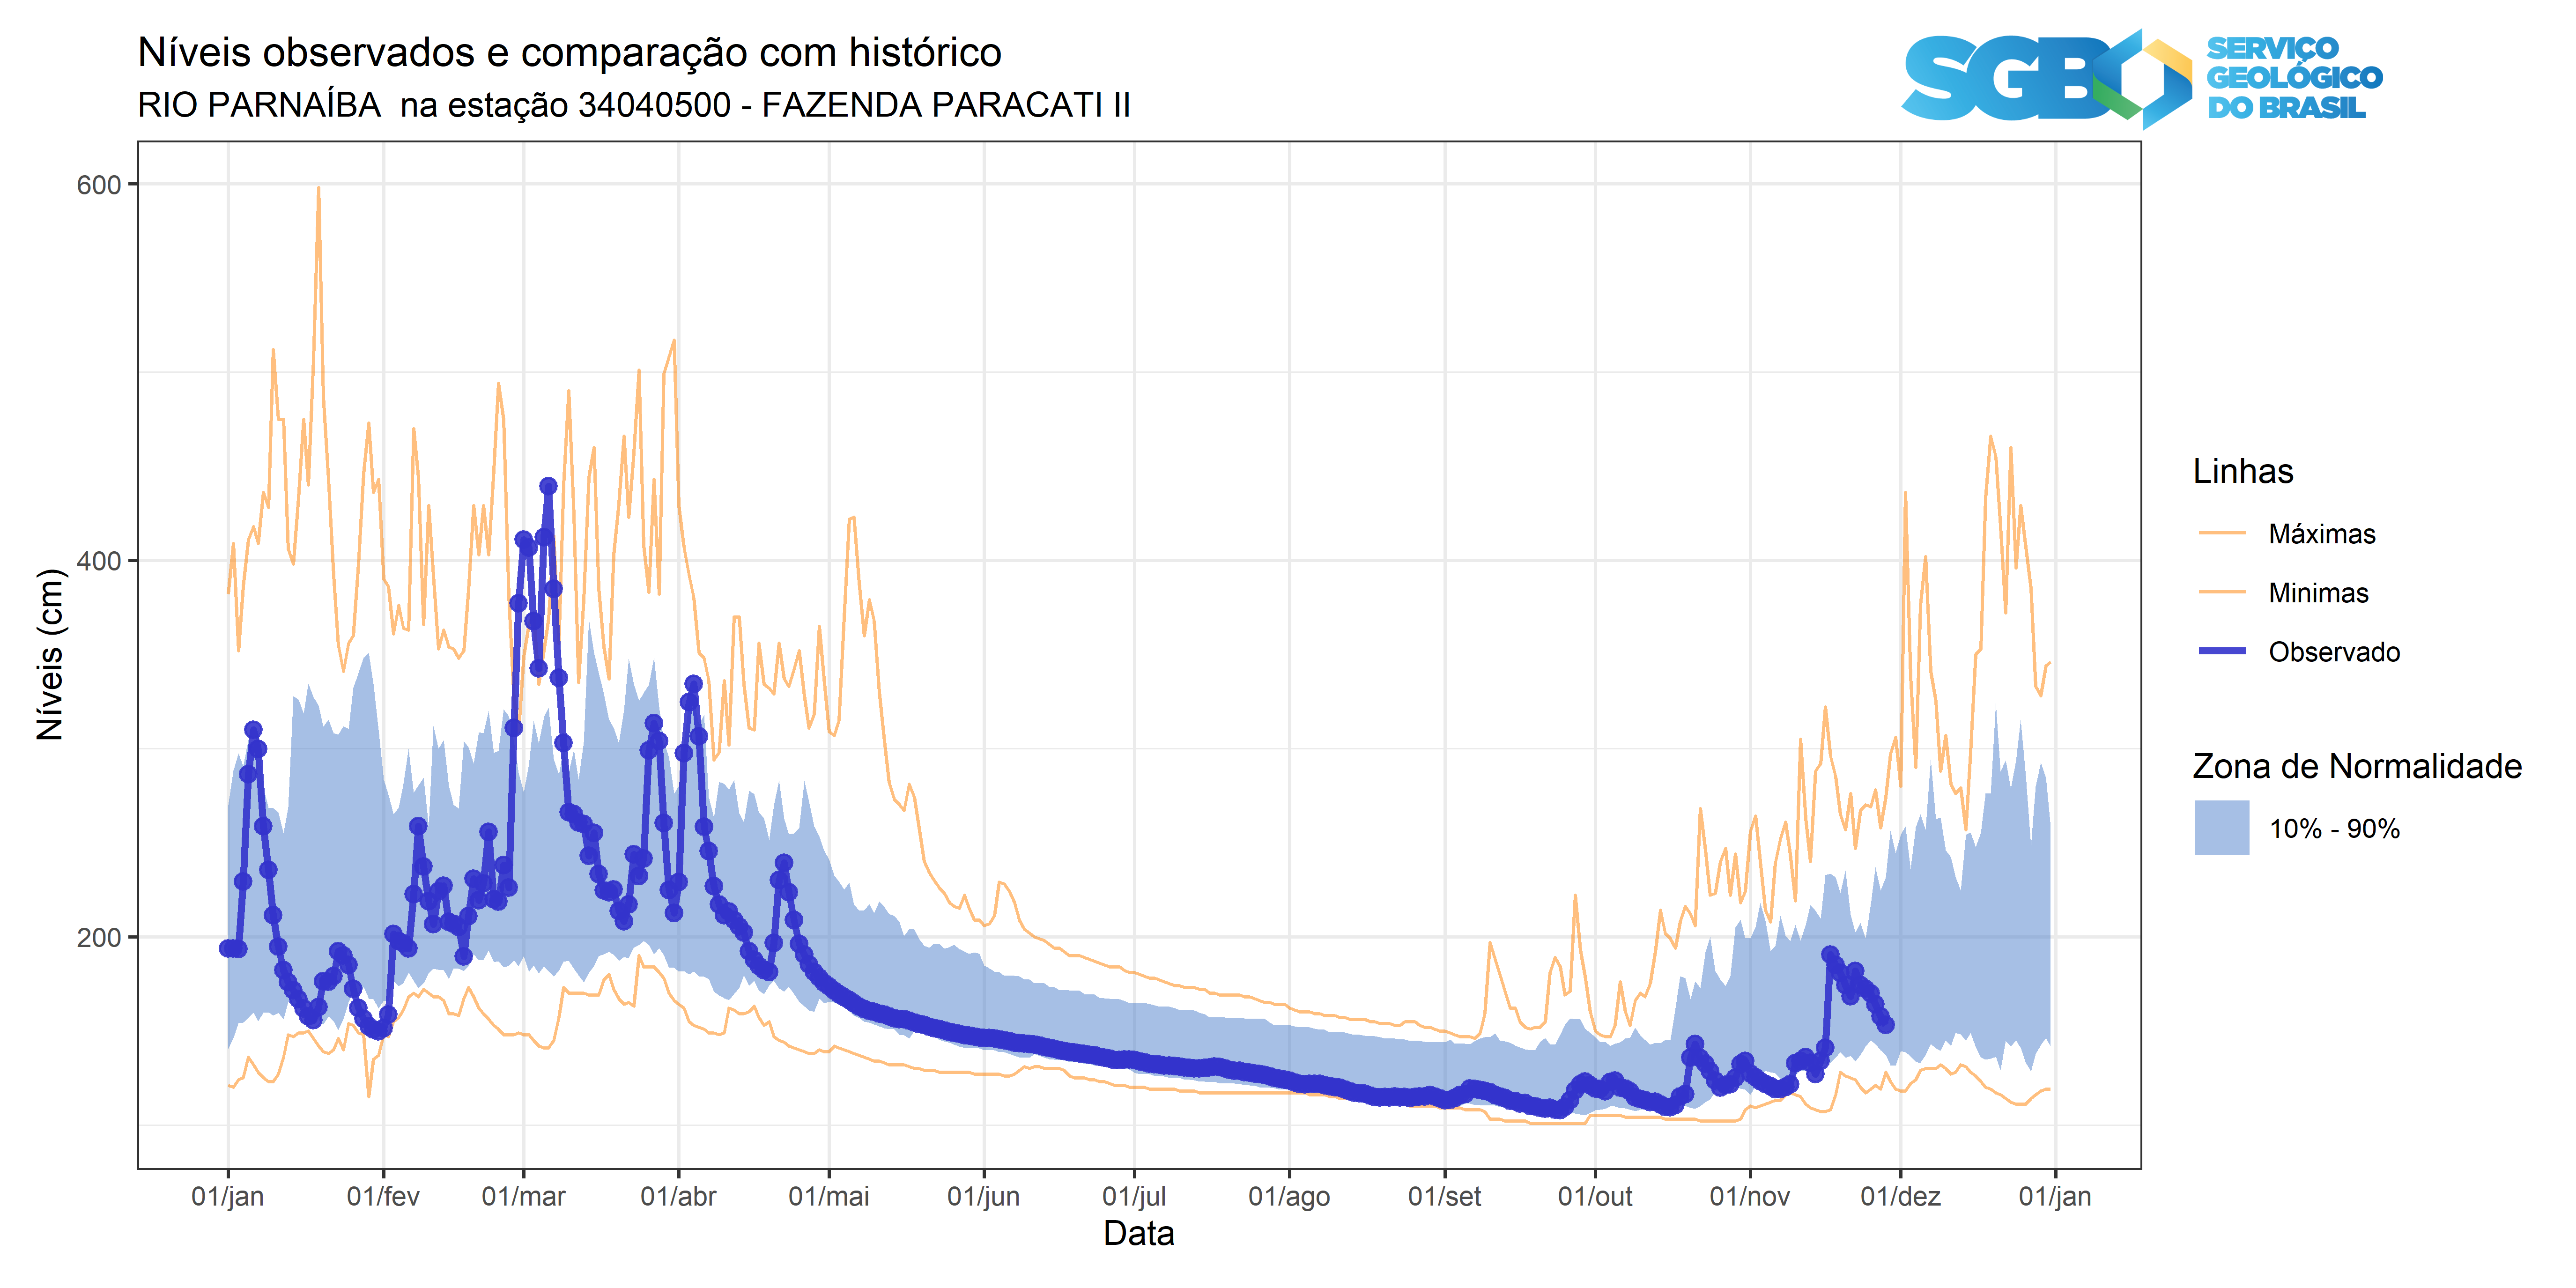 Níveis observados e comparação com histórico
RIO PARNAÍBA  na estação 34040500 - FAZENDA PARACATI II
SGB
SERVIÇO
GEOLÓGICO
DO BRASIL
Níveis (cm)
600
400
200
01/jan
01/fev
01/mar
01/abr
01/mai
01/jun
01/jul
01/ago
01/set
01/out
01/nov
01/dez
01/jan
Data
Linhas
Máximas
Minimas
Observado
Zona de Normalidade
10% - 90%